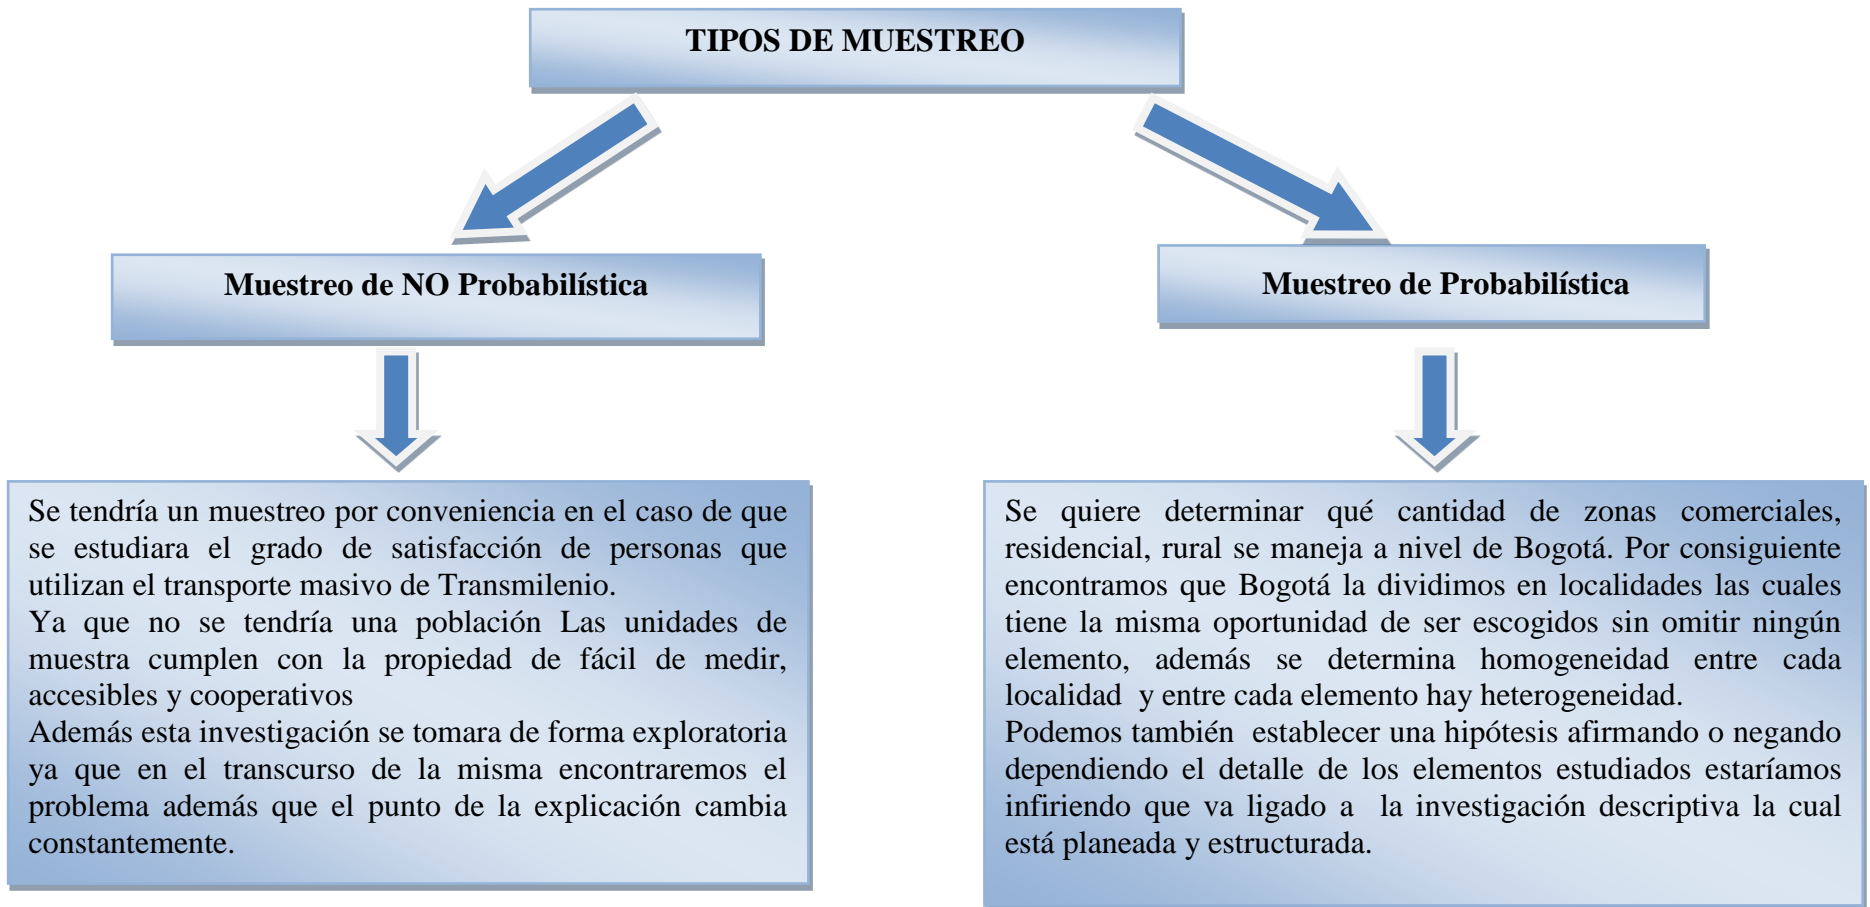 TIPOS DE MUESTREO
Muestreo de NO Probabilística
Muestreo de Probabilística
Se tendría un muestreo por conveniencia en el caso de que
se estudiara el grado de satisfacción de personas que
utilizan el transporte masivo de Transmilenio.
Ya que no se tendría una población Las unidades de
muestra cumplen con la propiedad de fácil de medir,
accesibles y cooperativos
Además esta investigación se tomara de forma exploratoria
ya que en el transcurso de la misma encontraremos el
problema además que el punto de la explicación cambia
constantemente.
Se quiere determinar qué cantidad de zonas comerciales,
residencial, rural se maneja a nivel de Bogotá. Por consiguiente
encontramos que Bogotá la dividimos en localidades las cuales
tiene la misma oportunidad de ser escogidos sin omitir ningún
elemento, además se determina homogeneidad entre cada
localidad y entre cada elemento hay heterogeneidad.
Podemos también establecer una hipótesis afirmando o negando
dependiendo el detalle de los elementos estudiados estaríamos
infiriendo que va ligado a la investigación descriptiva la cual
está planeada y estructurada.